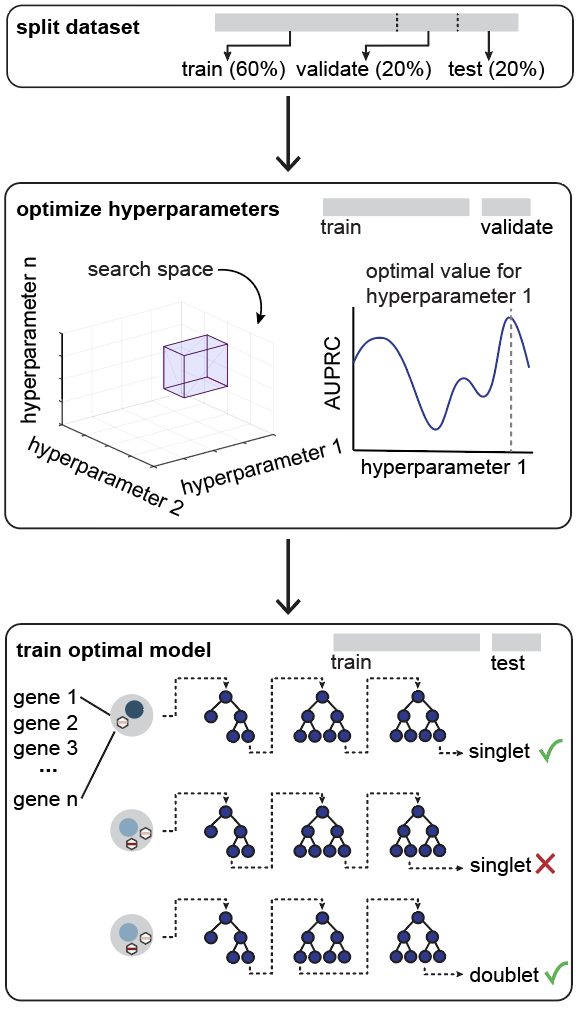 split dataset
train (60%) validate (20%) test (20%)
optimize hyperparameters
train
validate
search space
optimal value for
hyperparameter 1
hyperparameter n
hyperparameter 2
hyperparameter 1
AUPRC
hyperparameter 1
train optimal model
train
test
gene 1
gene 2
gene 3
...
gene n
singlet
singlet
doublet